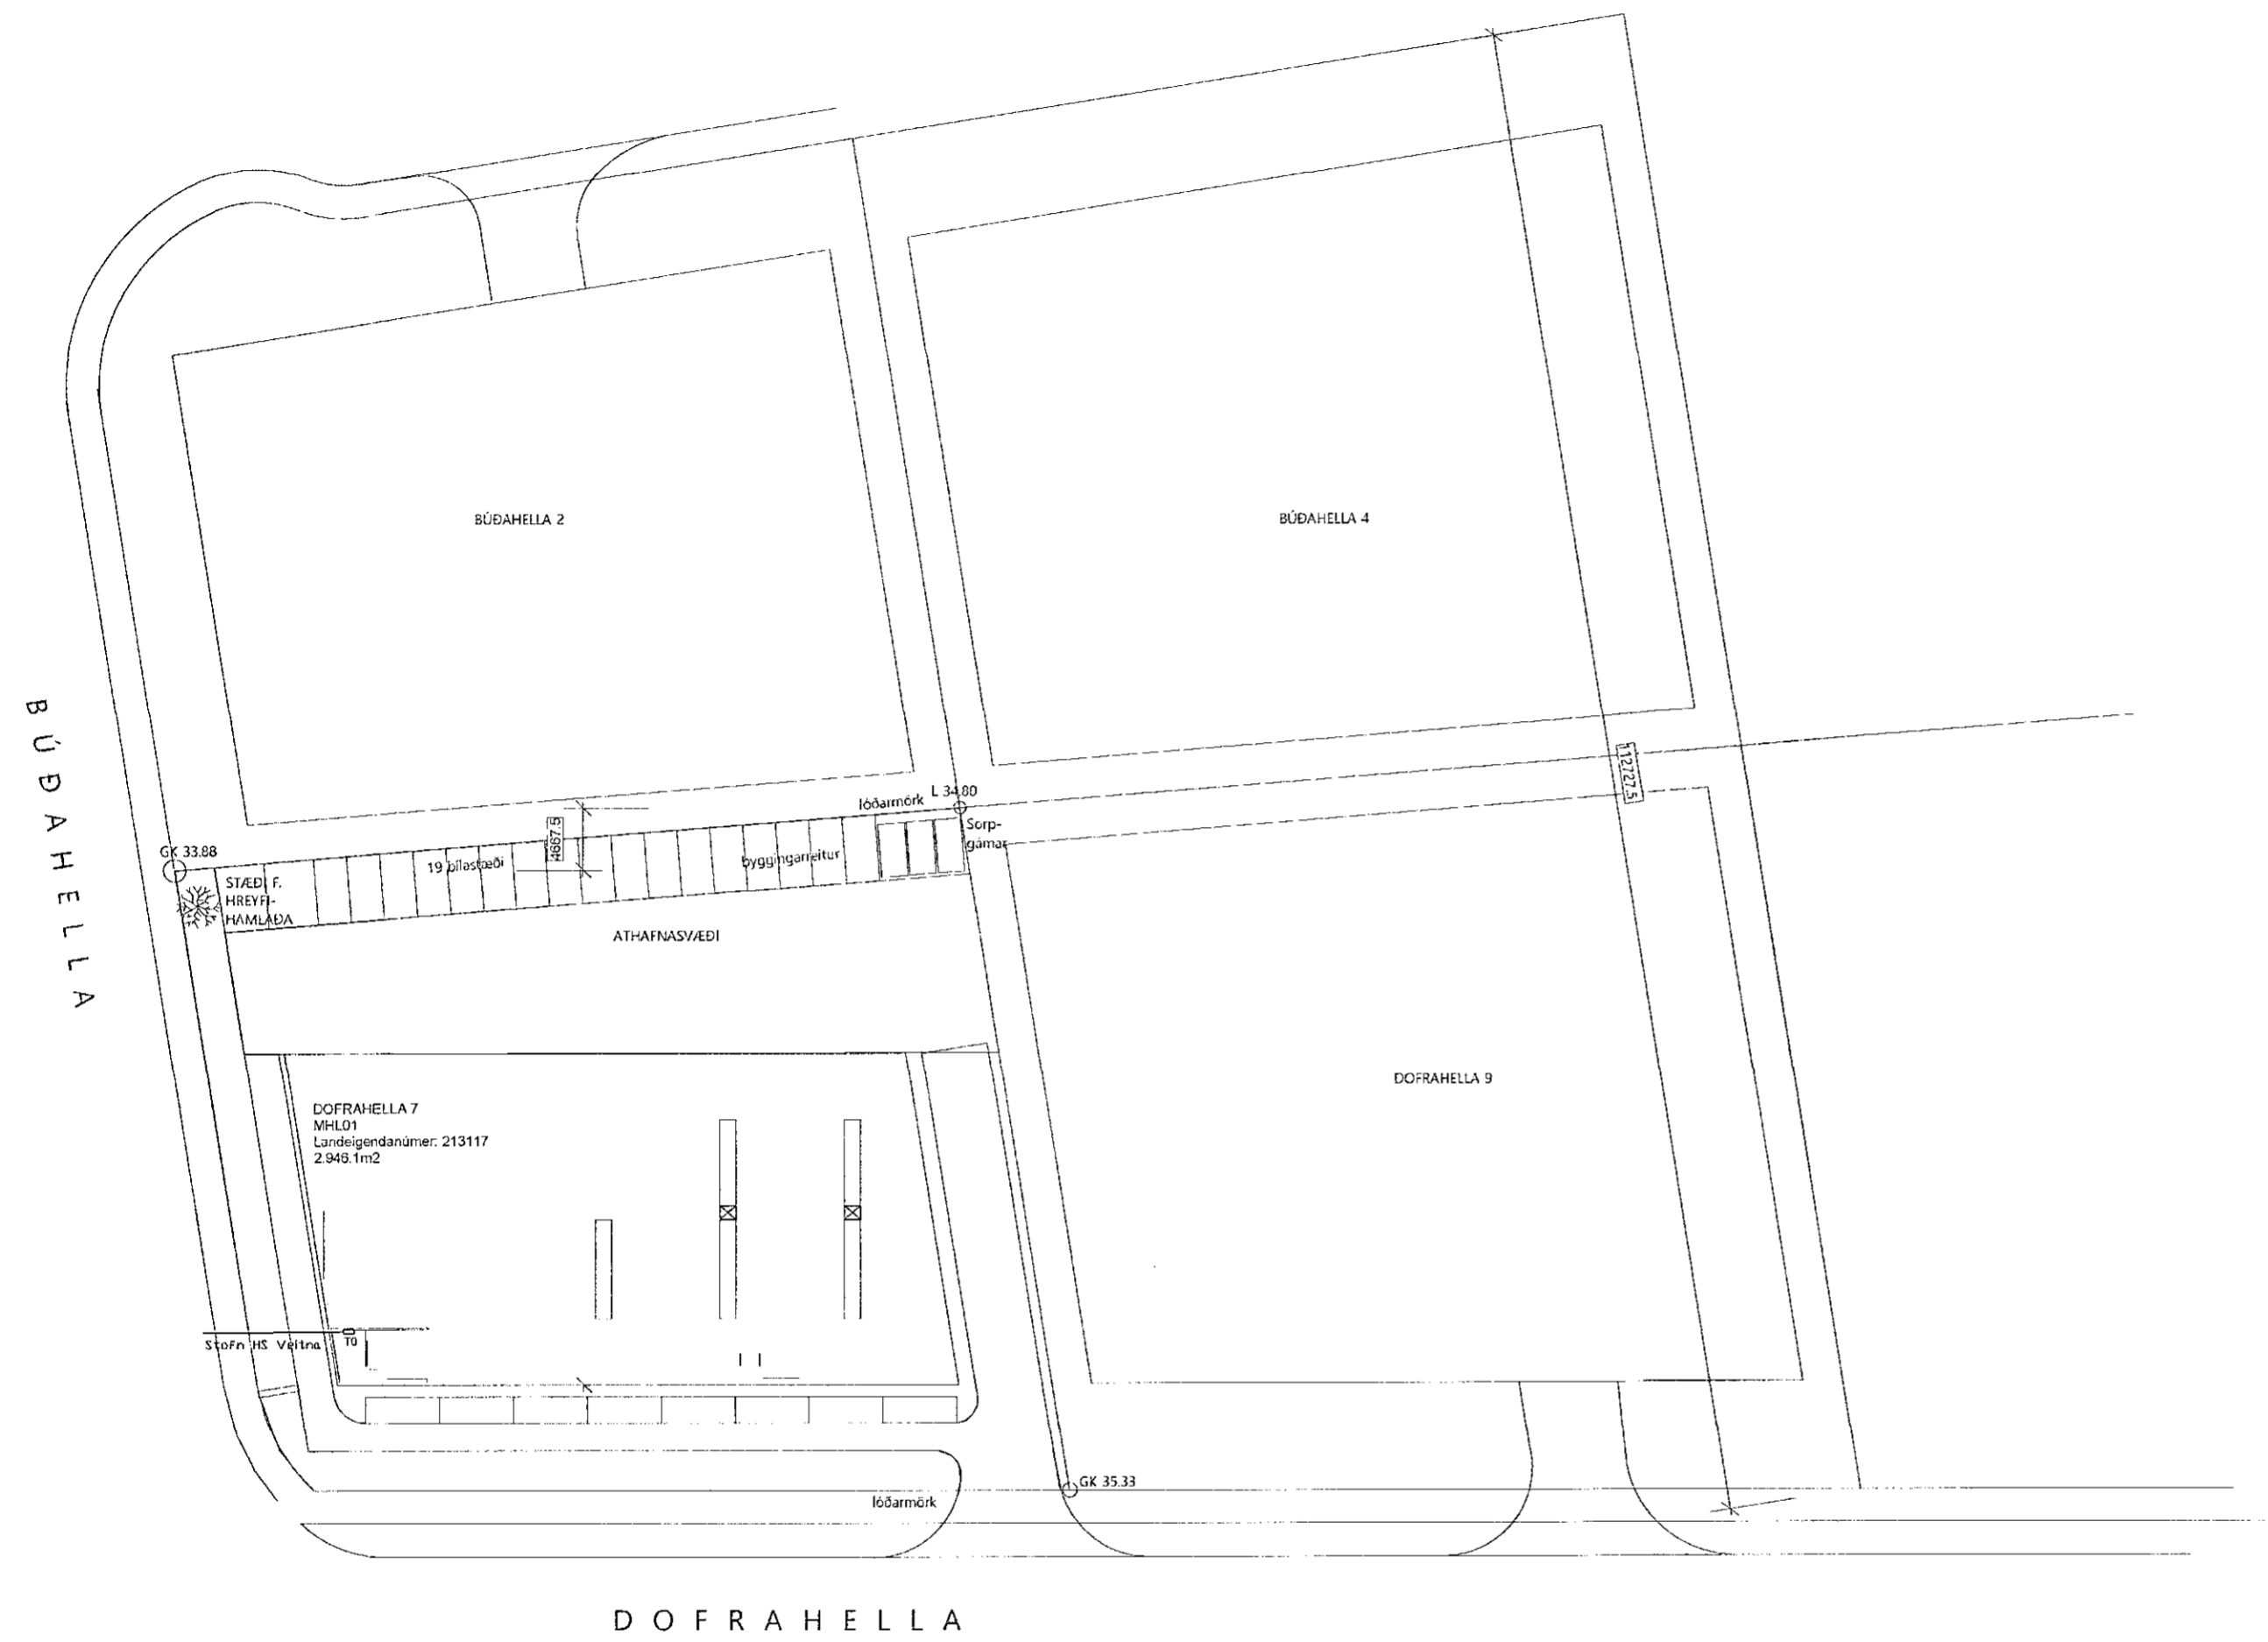 BÚÐAHELLA 2
BÚÐAHELLA 4
BÚÐAHELLA
12727.5
L 34.80
lóðarmörk
4667.5
Sorp-
gámar
GK 33.88
19 bílastæði
byggingarreitur
STÆÐI F.
HREYFI-
HAMLAÐA
ATHAFNASVÆÐI
DOFRAHELLA 9
DOFRAHELLA 7
MHL01
Landeigendanúmer: 213117
2.946.1m2
Stofn HS Veitna
T0
GK 35.33
lóðarmörk
DOFRAHELLA